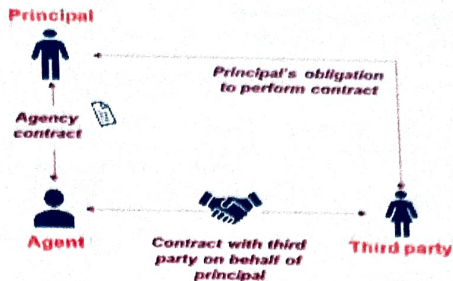 Principal
Principal's obligation
to perform contract
Agency
contract
Agent
Contract with third
party on behalf of
principal
Third party